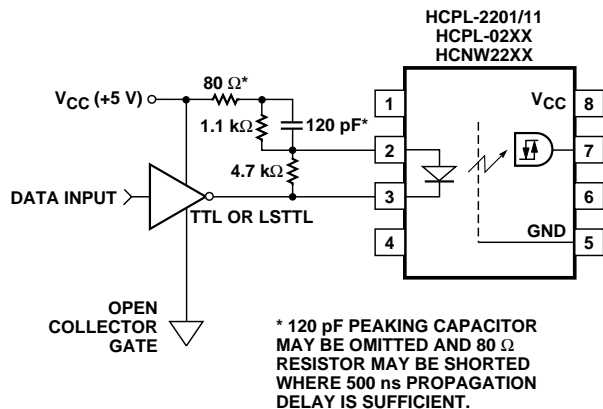 HCPL-2201/11
HCPL-02XX
HCNW22XX
80 Ω*
VCC (+5 V)
1.1 kΩ
120 pF*
4.7 kΩ
DATA INPUT
TTL OR LSTTL
OPEN
COLLECTOR
GATE
1
2
3
4
VCC
8
7
6
GND
5
* 120 pF PEAKING CAPACITOR
MAY BE OMITTED AND 80 Ω
RESISTOR MAY BE SHORTED
WHERE 500 ns PROPAGATION
DELAY IS SUFFICIENT.